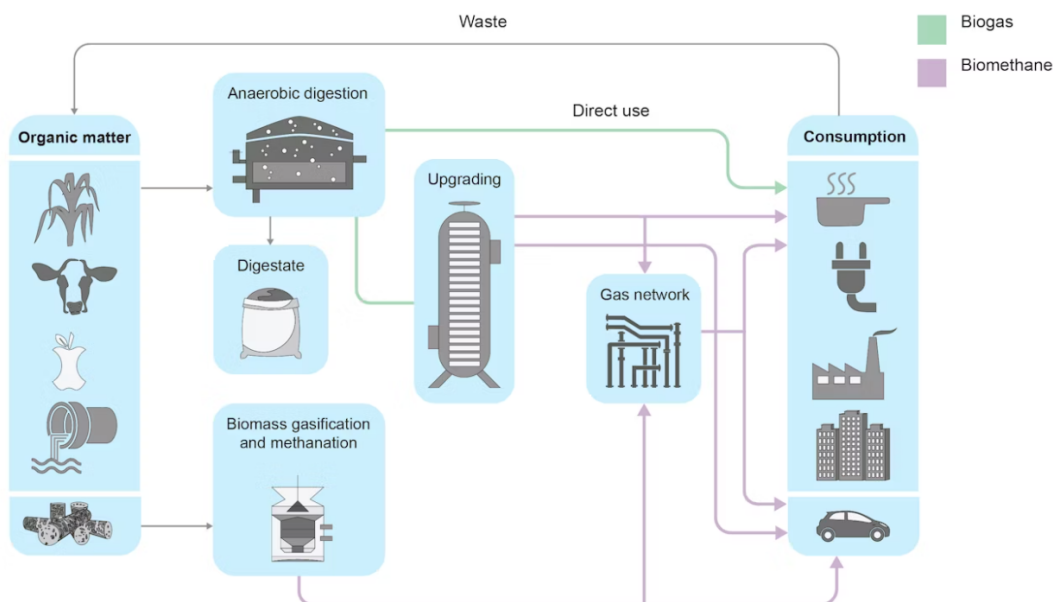 Waste
Biogas
Biomethane
Anaerobic digestion
Direct use
Organic matter
Consumption
Upgrading
Digestate
Gas network
Biomass gasification
and methanation